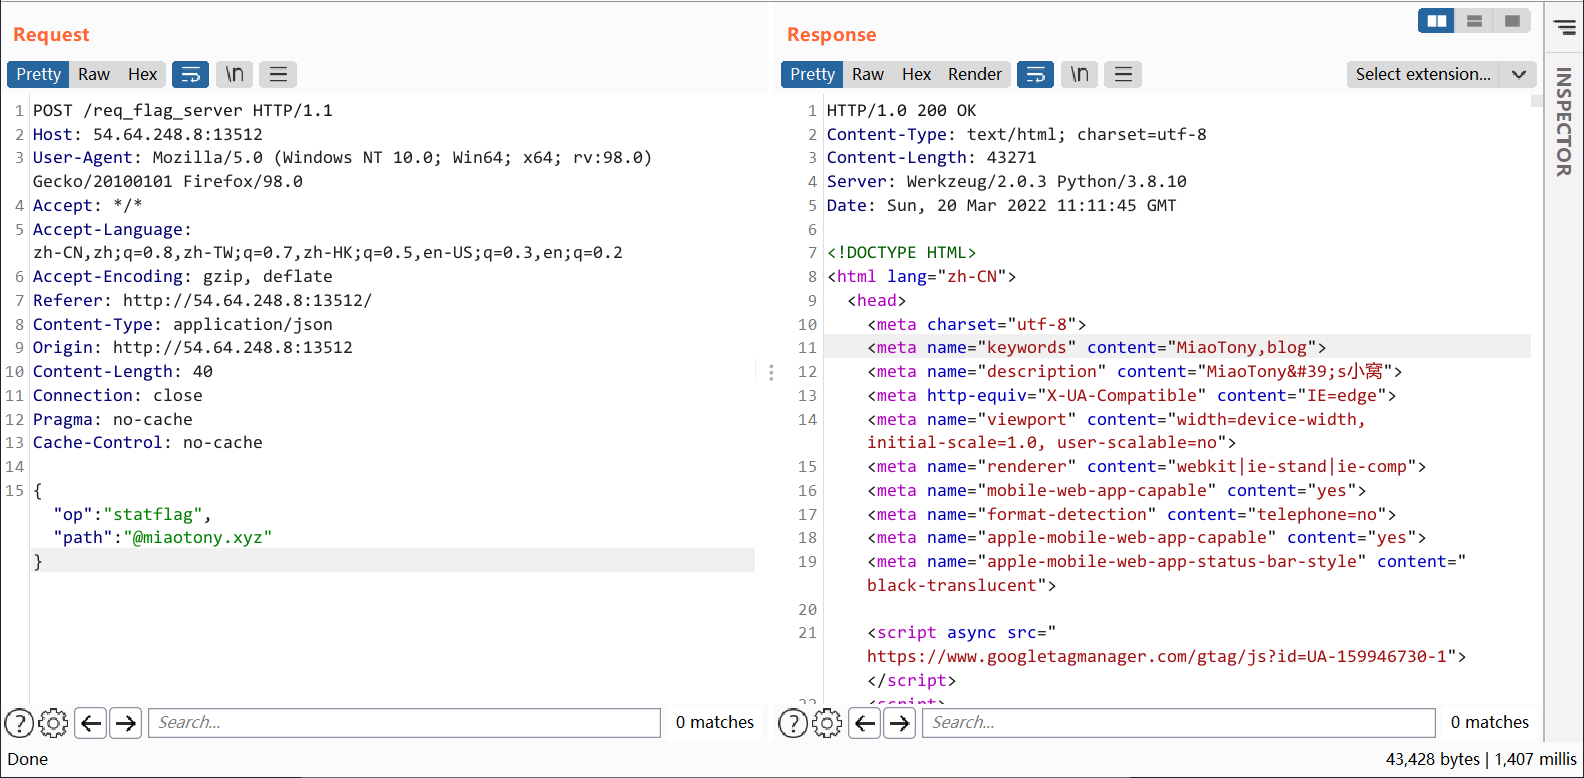 Request
Pretty Raw Hex \n
1 POST /req_flag_server HTTP/1.1
2 Host: 54.64.248.8:13512
3 User-Agent: Mozilla/5.0 (Windows NT 10.0; Win64; x64; rv:98.0)
Gecko/20100101 Firefox/98.0
4 Accept: */*
5 Accept-Language:
zh-CN,zh;q=0.8,zh-TW;q=0.7,zh-HK;q=0.5,en-US;q=0.3,en;q=0.2
6 Accept-Encoding: gzip, deflate
7 Referer: http://54.64.248.8:13512/
8 Content-Type: application/json
9 Origin: http://54.64.248.8:13512
10 Content-Length: 40
11 Connection: close
12 Pragma: no-cache
13 Cache-Control: no-cache
14
15 {
"op":"statflag",
"path":"@miaotony.xyz"
}
? Search... 0 matches
Done
Response
Pretty Raw Hex Render \n Select extension...
1 HTTP/1.0 200 OK
2 Content-Type: text/html; charset=utf-8
3 Content-Length: 43271
4 Server: Werkzeug/2.0.3 Python/3.8.10
5 Date: Sun, 20 Mar 2022 11:11:45 GMT
6
7 <!DOCTYPE HTML>
8 <html lang="zh-CN">
9 <head>
10 <meta charset="utf-8">
11 <meta name="keywords" content="MiaoTony,blog">
12 <meta name="description" content="MiaoTony&#39;s小窝">
13 <meta http-equiv="X-UA-Compatible" content="IE=edge">
14 <meta name="viewport" content="width=device-width,
initial-scale=1.0, user-scalable=no">
15 <meta name="renderer" content="webkit|ie-stand|ie-comp">
16 <meta name="mobile-web-app-capable" content="yes">
17 <meta name="format-detection" content="telephone=no">
18 <meta name="apple-mobile-web-app-capable" content="yes">
19 <meta name="apple-mobile-web-app-status-bar-style" content="
black-translucent">
20
21 <script async src="
https://www.googletagmanager.com/gtag/js?id=UA-159946730-1">
</script>
22 <script>
? Search... 0 matches
43,428 bytes | 1,407 millis
INSPECTOR